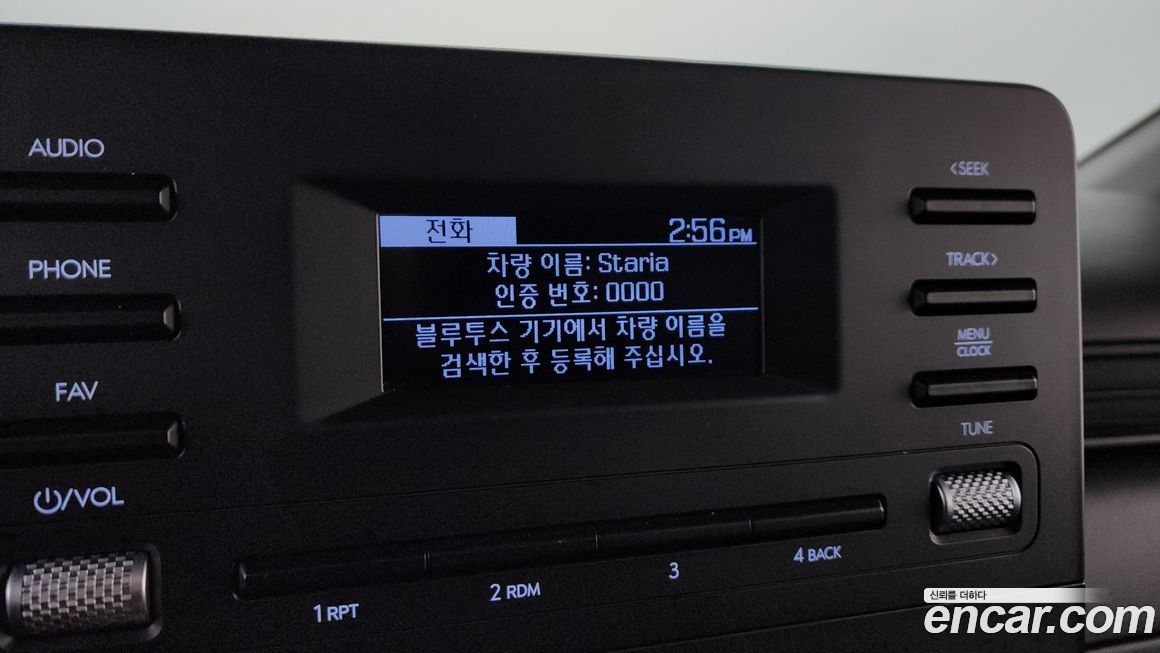 AUDIO
PHONE
FAV
/VOL
전화 2:56 PM
차량 이름: Staria
인증 번호: 0000
블루투스 기기에서 차량 이름을
검색한 후 등록해 주십시오.
<SEEK
TRACK>
MENU
CLOCK
TUNE
1 RPT
2 RDM
3
4 BACK
신뢰를 더하다
encar.com